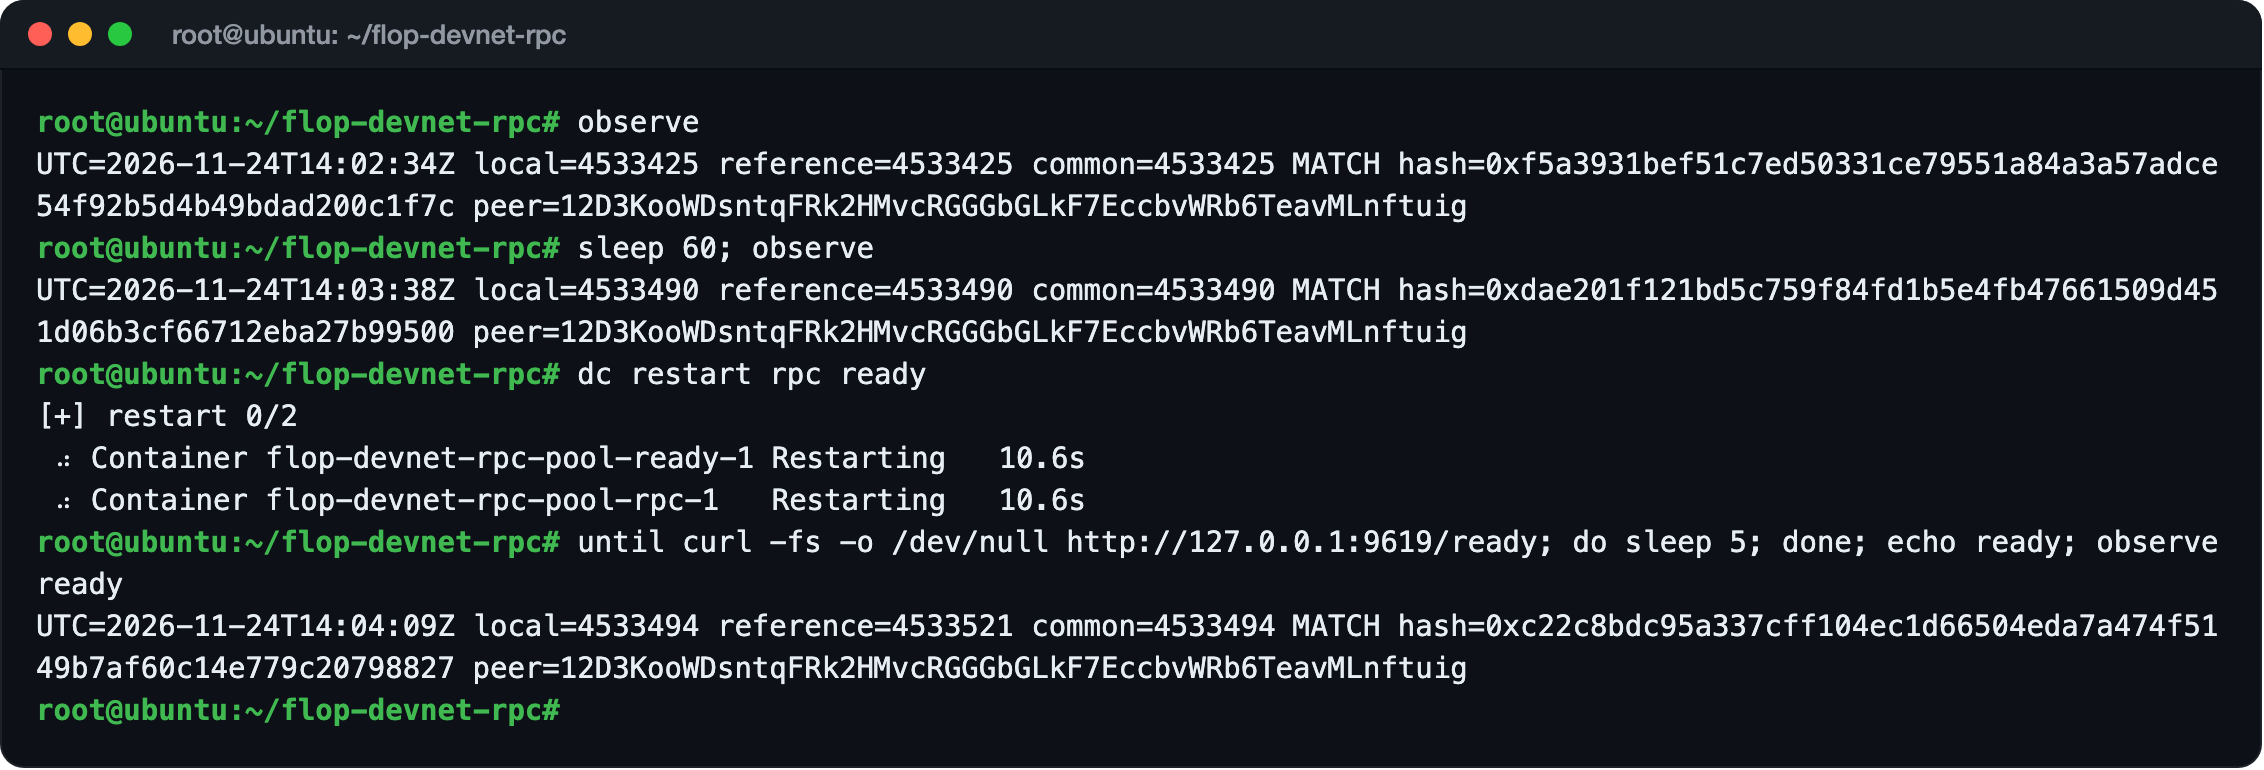 root@ubuntu: ~/flop-devnet-rpc
root@ubuntu:~/flop-devnet-rpc# observe
UTC=2026-11-24T14:02:34Z local=4533425 reference=4533425 common=4533425 MATCH hash=0xf5a3931bef51c7ed50331ce79551a84a3a57adce
54f92b5d4b49bdad200c1f7c peer=12D3KooWDsntqFRk2HMvcRGGGbGLkF7EccbvWRb6TeavMLnftuig
root@ubuntu:~/flop-devnet-rpc# sleep 60; observe
UTC=2026-11-24T14:03:38Z local=4533490 reference=4533490 common=4533490 MATCH hash=0xdae201f121bd5c759f84fd1b5e4fb47661509d45
1d06b3cf66712eba27b99500 peer=12D3KooWDsntqFRk2HMvcRGGGbGLkF7EccbvWRb6TeavMLnftuig
root@ubuntu:~/flop-devnet-rpc# dc restart rpc ready
[+] restart 0/2
⠴ Container flop-devnet-rpc-pool-ready-1 Restarting 10.6s
⠴ Container flop-devnet-rpc-pool-rpc-1 Restarting 10.6s
root@ubuntu:~/flop-devnet-rpc# until curl -fs -o /dev/null http://127.0.0.1:9619/ready; do sleep 5; done; echo ready; observe
ready
UTC=2026-11-24T14:04:09Z local=4533494 reference=4533521 common=4533494 MATCH hash=0xc22c8bdc95a337cff104ec1d66504eda7a474f51
49b7af60c14e779c20798827 peer=12D3KooWDsntqFRk2HMvcRGGGbGLkF7EccbvWRb6TeavMLnftuig
root@ubuntu:~/flop-devnet-rpc#